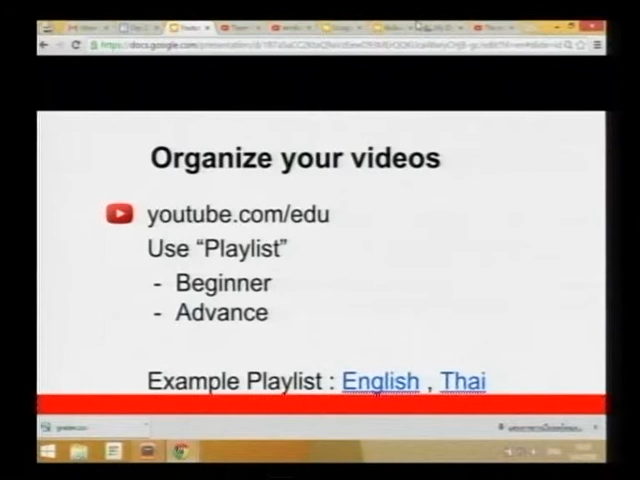 Organize your videos
youtube.com/edu
Use “Playlist”
- Beginner
- Advance
Example Playlist : English , Thai